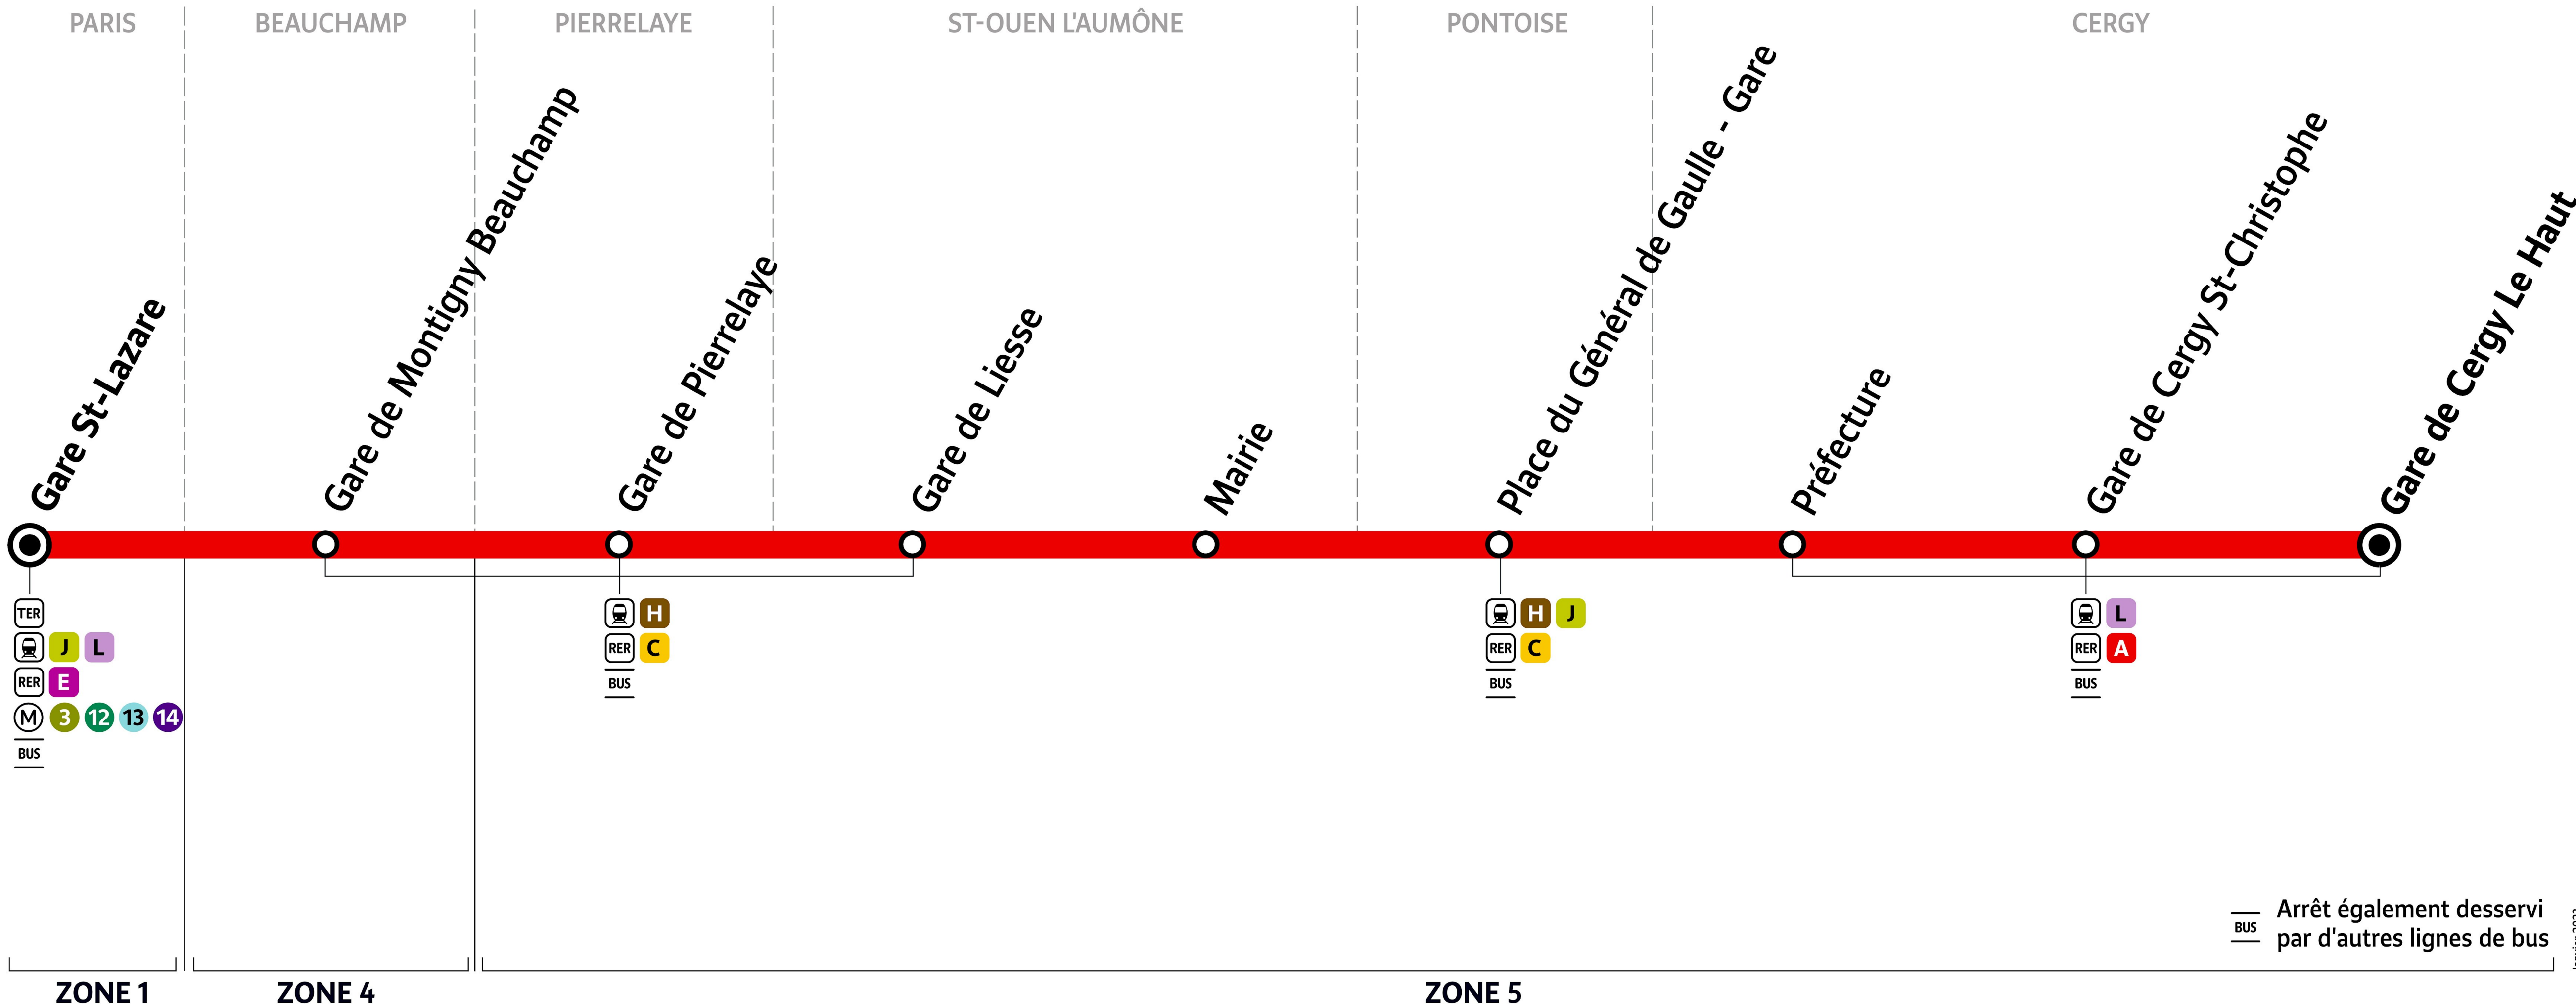 PARIS
BEAUCHAMP
PIERRELAYE
ST-OUEN L'AUMÔNE
PONTOISE
CERGY
Gare St-Lazare
Gare de Montigny Beauchamp
Gare de Pierrelaye
Gare de Liesse
Mairie
Place du Général de Gaulle - Gare
Préfecture
Gare de Cergy St-Christophe
Gare de Cergy Le Haut
TER
J L
RER E
M 3 12 13 14
BUS
H
RER C
BUS
H J
RER C
BUS
L
RER A
BUS
BUS
Arrêt également desservi
par d'autres lignes de bus
ZONE 1
ZONE 4
ZONE 5